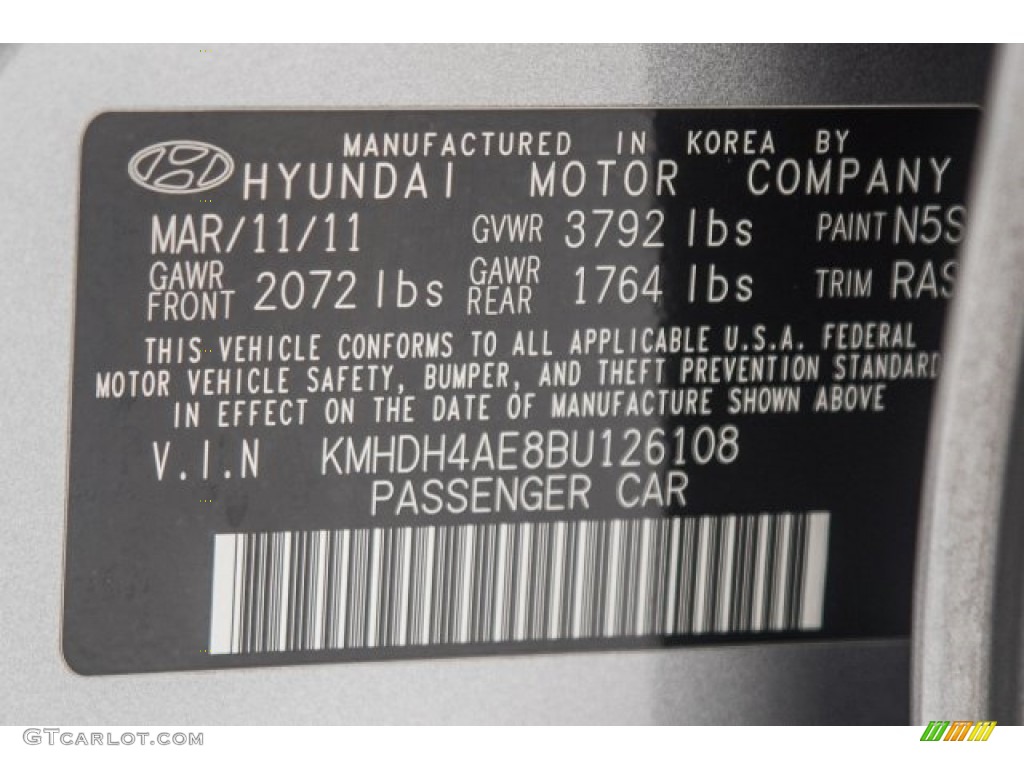 MANUFACTURED IN KOREA BY
HYUNDAI MOTOR COMPANY
MAR/11/11 GVWR 3792 lbs PAINT N5S
GAWR FRONT 2072 lbs GAWR REAR 1764 lbs TRIM RAS
THIS VEHICLE CONFORMS TO ALL APPLICABLE U.S.A. FEDERAL
MOTOR VEHICLE SAFETY, BUMPER, AND THEFT PREVENTION STANDARD
IN EFFECT ON THE DATE OF MANUFACTURE SHOWN ABOVE
V.I.N KMHDH4AE8BU126108
PASSENGER CAR
GTCARLOT.COM